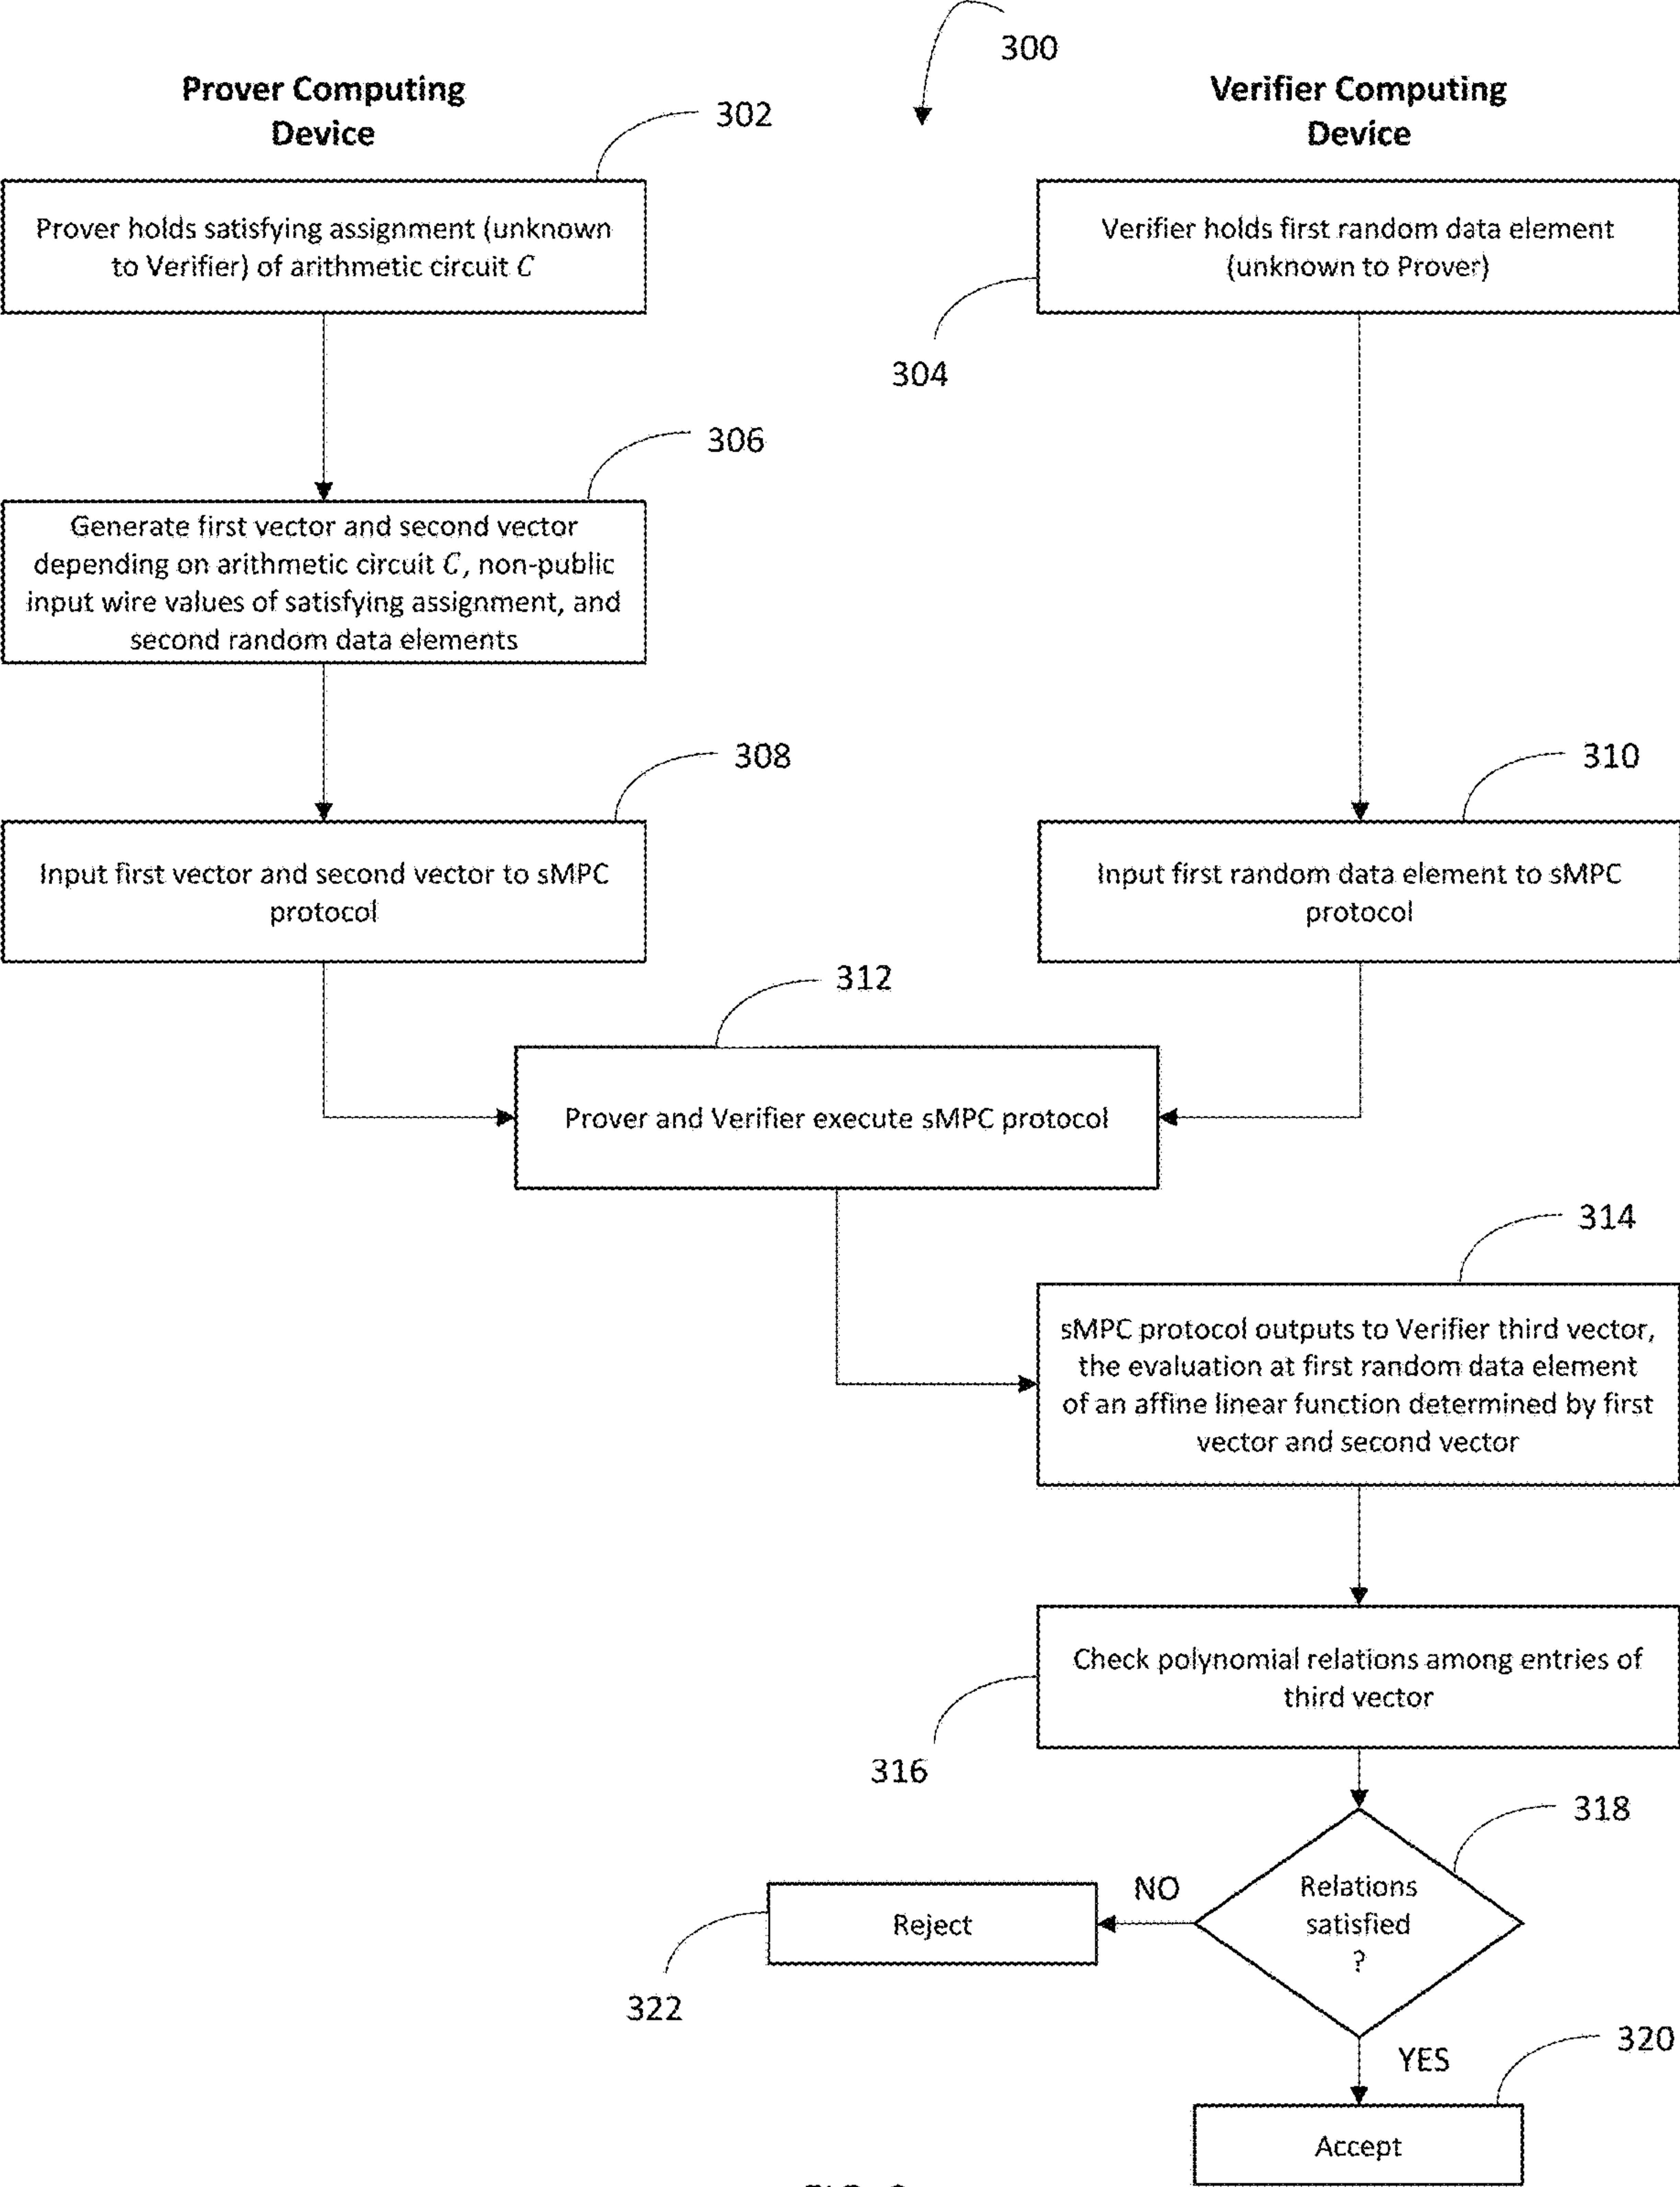 300
Prover Computing
Device
Verifier Computing
Device
302
Prover holds satisfying assignment (unknown
to Verifier) of arithmetic circuit C
Verifier holds first random data element
(unknown to Prover)
304
306
Generate first vector and second vector
depending on arithmetic circuit C, non-public
input wire values of satisfying assignment, and
second random data elements
308
310
Input first vector and second vector to sMPC
protocol
Input first random data element to sMPC
protocol
312
Prover and Verifier execute sMPC protocol
314
sMPC protocol outputs to Verifier third vector,
the evaluation at first random data element
of an affine linear function determined by first
vector and second vector
Check polynomial relations among entries of
third vector
316
318
Relations
satisfied
?
NO
Reject
322
YES
320
Accept